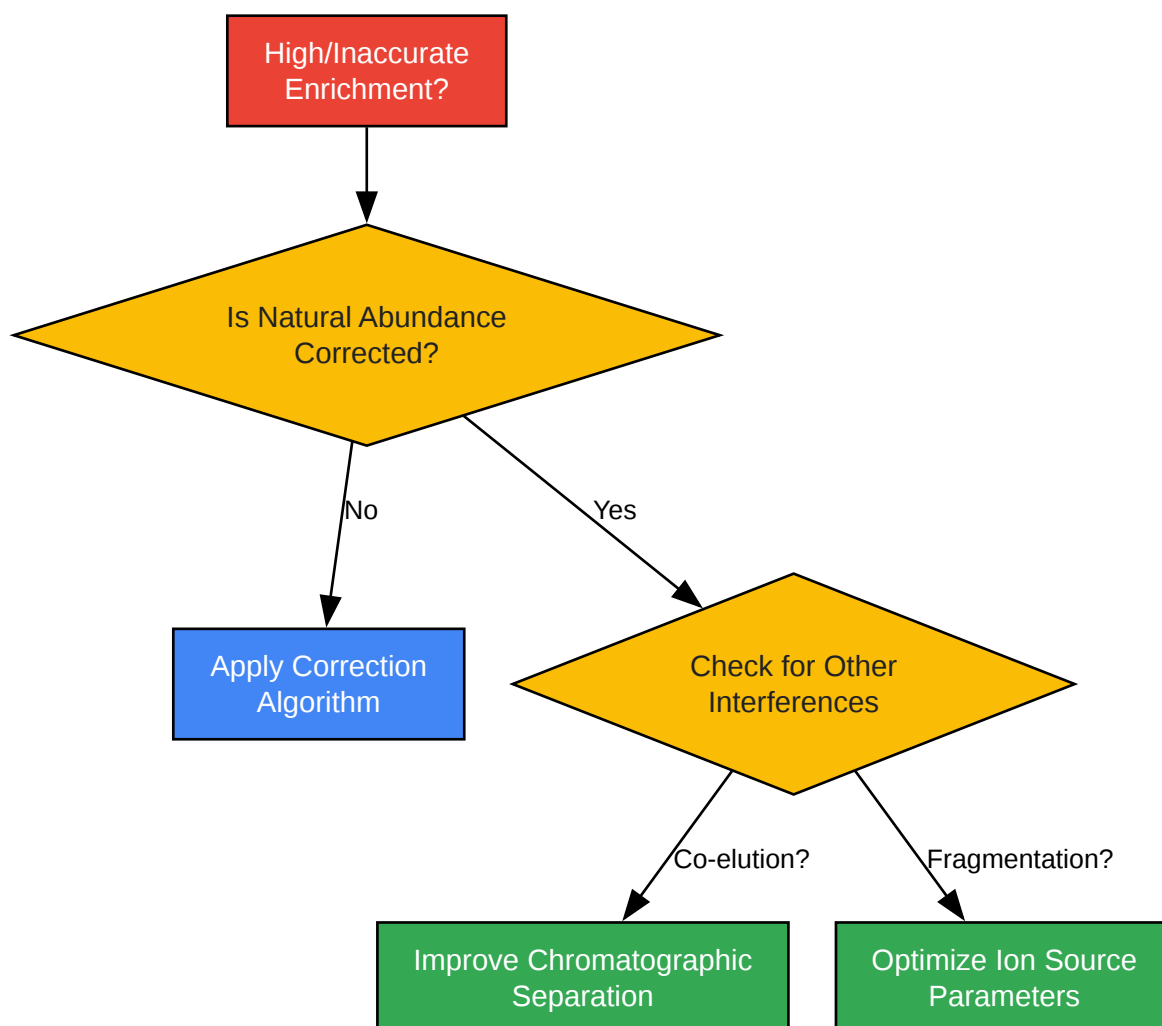 High/Inaccurate
Enrichment?
Is Natural Abundance
Corrected?
No
Yes
Apply Correction
Algorithm
Check for Other
Interferences
Co-elution?
Fragmentation?
Improve Chromatographic
Separation
Optimize Ion Source
Parameters